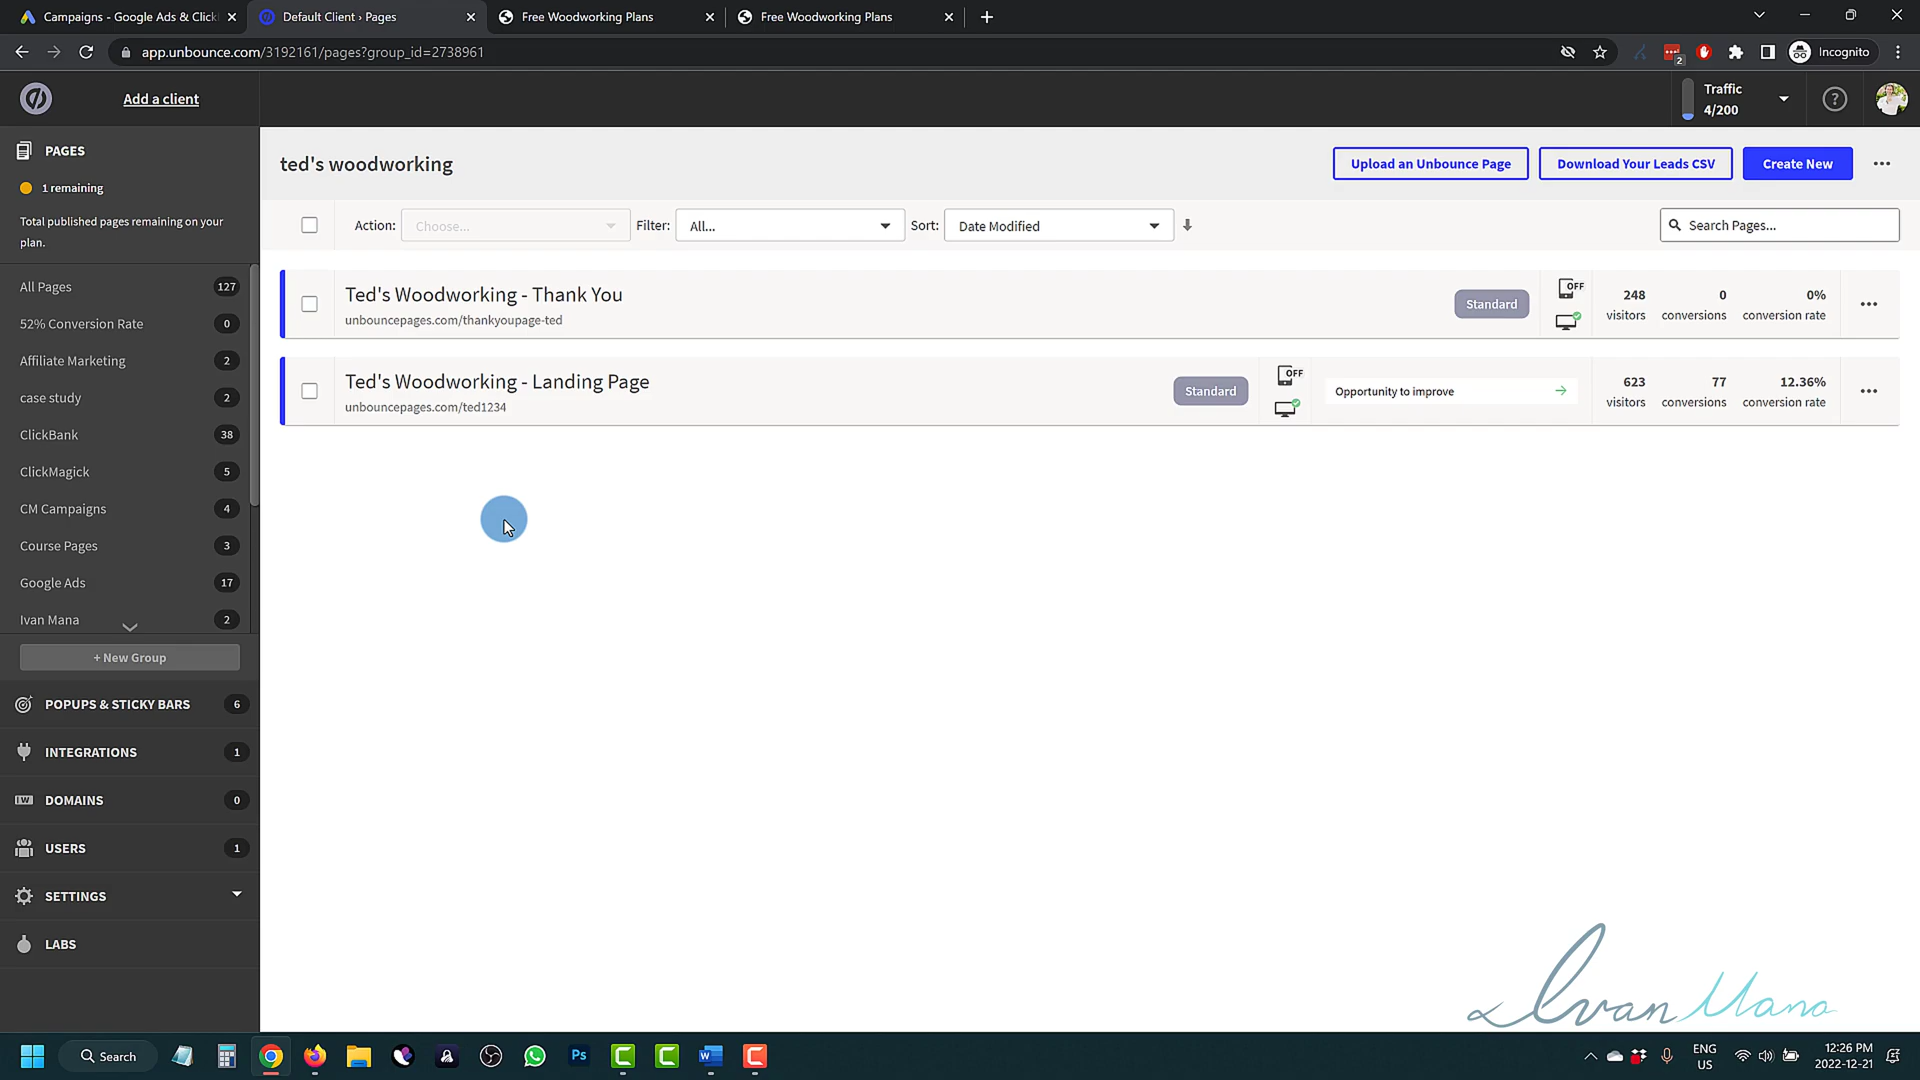 Campaigns - Google Ads & Click
Default Client › Pages
Free Woodworking Plans
Free Woodworking Plans
app.unbounce.com/3192161/pages?group_id=2738961
2
Incognito
Add a client
Traffic
4/200
PAGES
1 remaining
Total published pages remaining on your
plan.
All Pages 127
52% Conversion Rate 0
Affiliate Marketing 2
case study 2
ClickBank 38
ClickMagick 5
CM Campaigns 4
Course Pages 3
Google Ads 17
Ivan Mana 2
+ New Group
POPUPS & STICKY BARS 6
INTEGRATIONS 1
DOMAINS 0
USERS 1
SETTINGS
LABS
ted's woodworking
Upload an Unbounce Page
Download Your Leads CSV
Create New
Action: Choose... Filter: All... Sort: Date Modified
Search Pages...
Ted's Woodworking - Thank You
unbouncepages.com/thankyoupage-ted
Standard
OFF
248 0 0%
visitors conversions conversion rate
Ted's Woodworking - Landing Page
unbouncepages.com/ted1234
Standard
OFF
Opportunity to improve
623 77 12.36%
visitors conversions conversion rate
Ivan Mana
Search
Ps
ENG
US
12:26 PM
2022-12-21